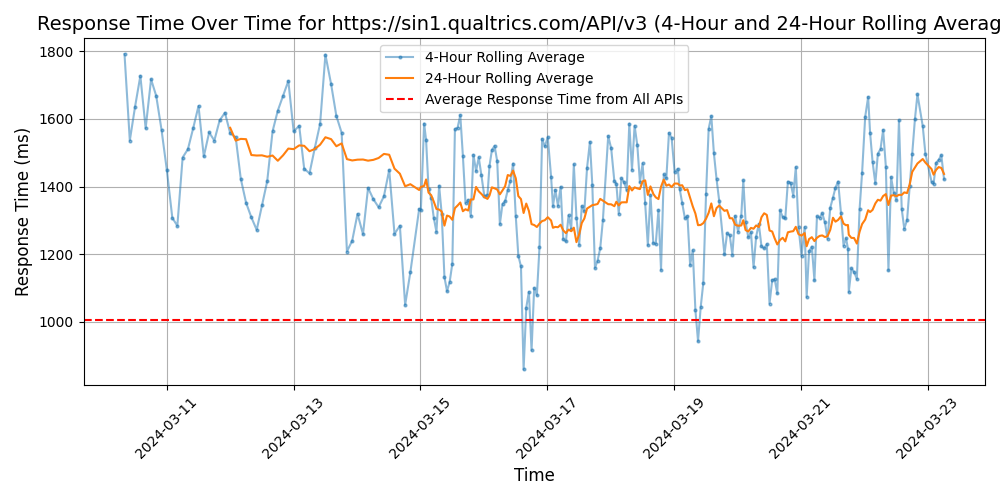 Response Time Over Time for https://sin1.qualtrics.com/API/v3 (4-Hour and 24-Hour Rolling Averag
4-Hour Rolling Average
24-Hour Rolling Average
Average Response Time from All APIs
Response Time (ms)
1800
1600
1400
1200
1000
2024-03-11
2024-03-13
2024-03-15
2024-03-17
2024-03-19
2024-03-21
2024-03-23
Time